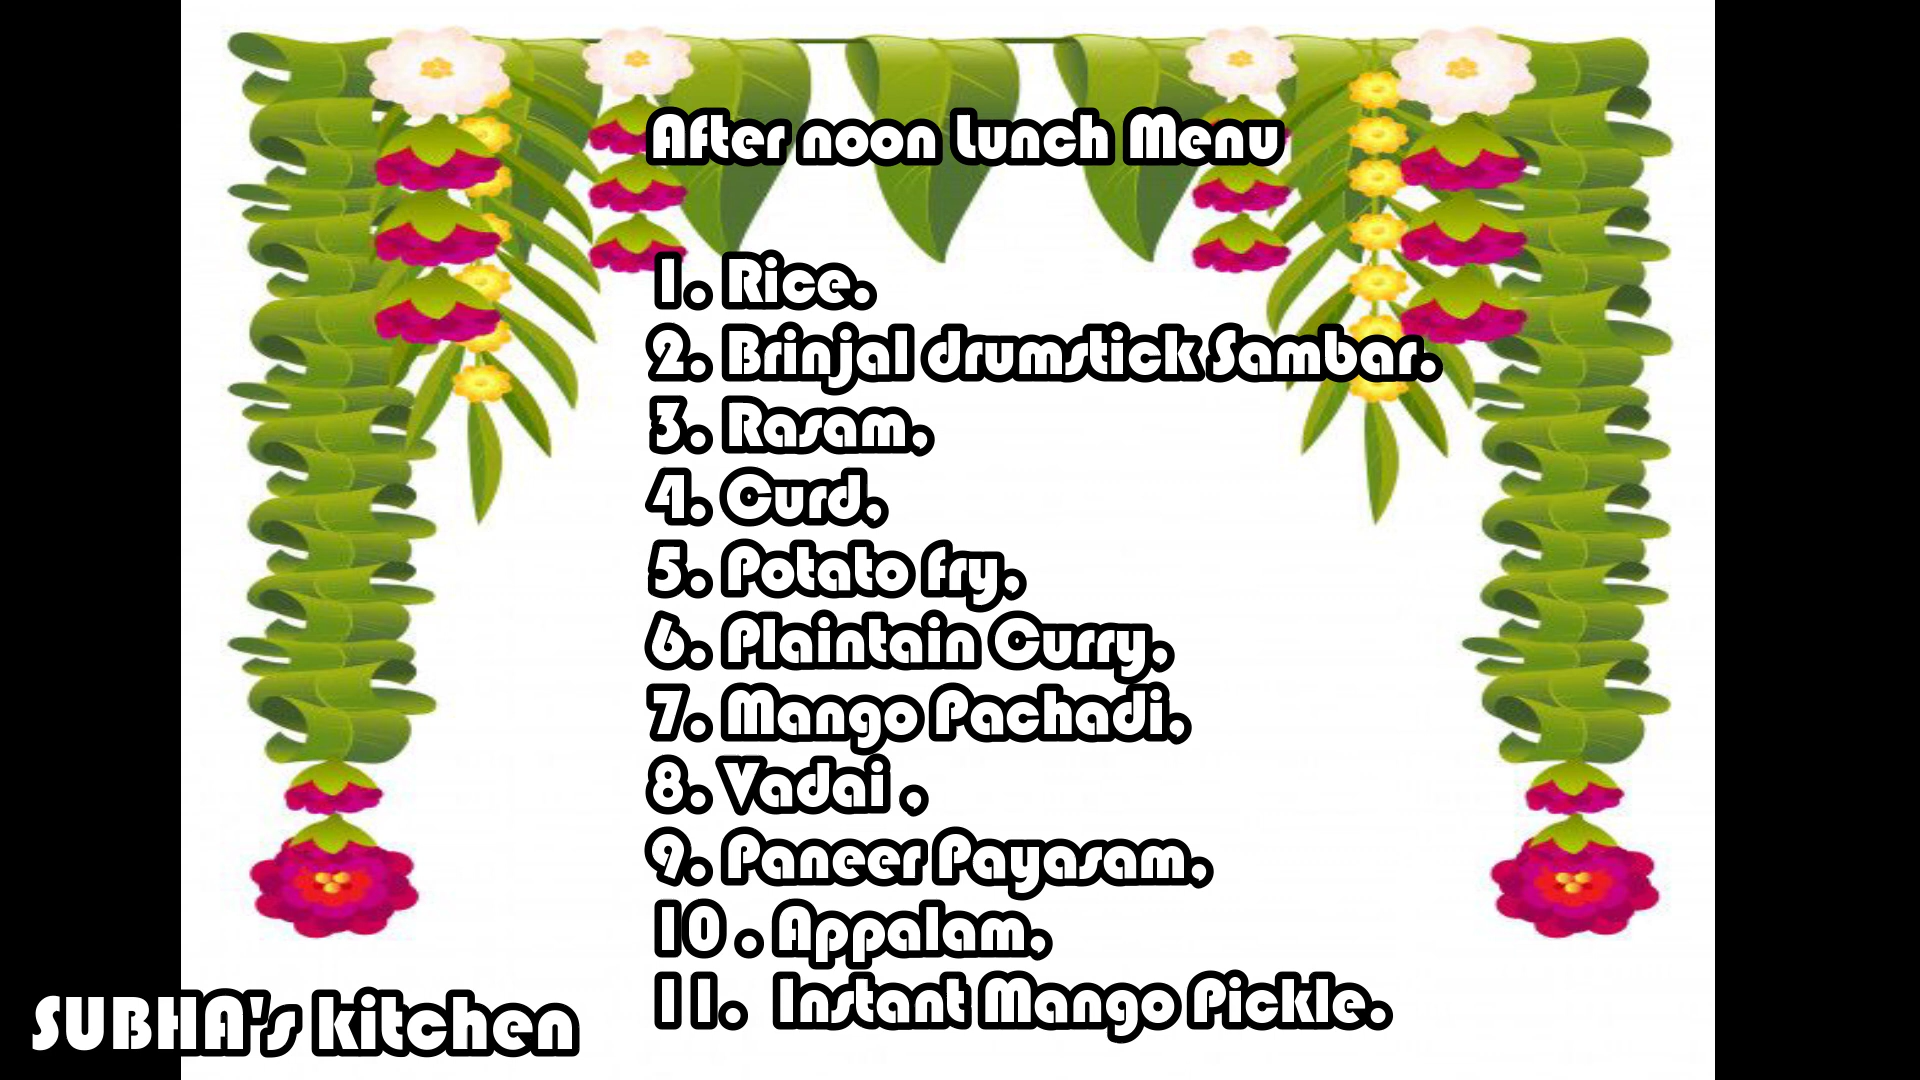 After noon Lunch Menu
1. Rice.
2. Brinjal drumstick Sambar.
3. Rasam,
4. Curd,
5. Potato fry,
6. Plaintain Curry,
7. Mango Pachadi,
8. Vadai ,
9. Paneer Payasam,
10 . Appalam,
11. Instant Mango Pickle.
SUBHA's kitchen